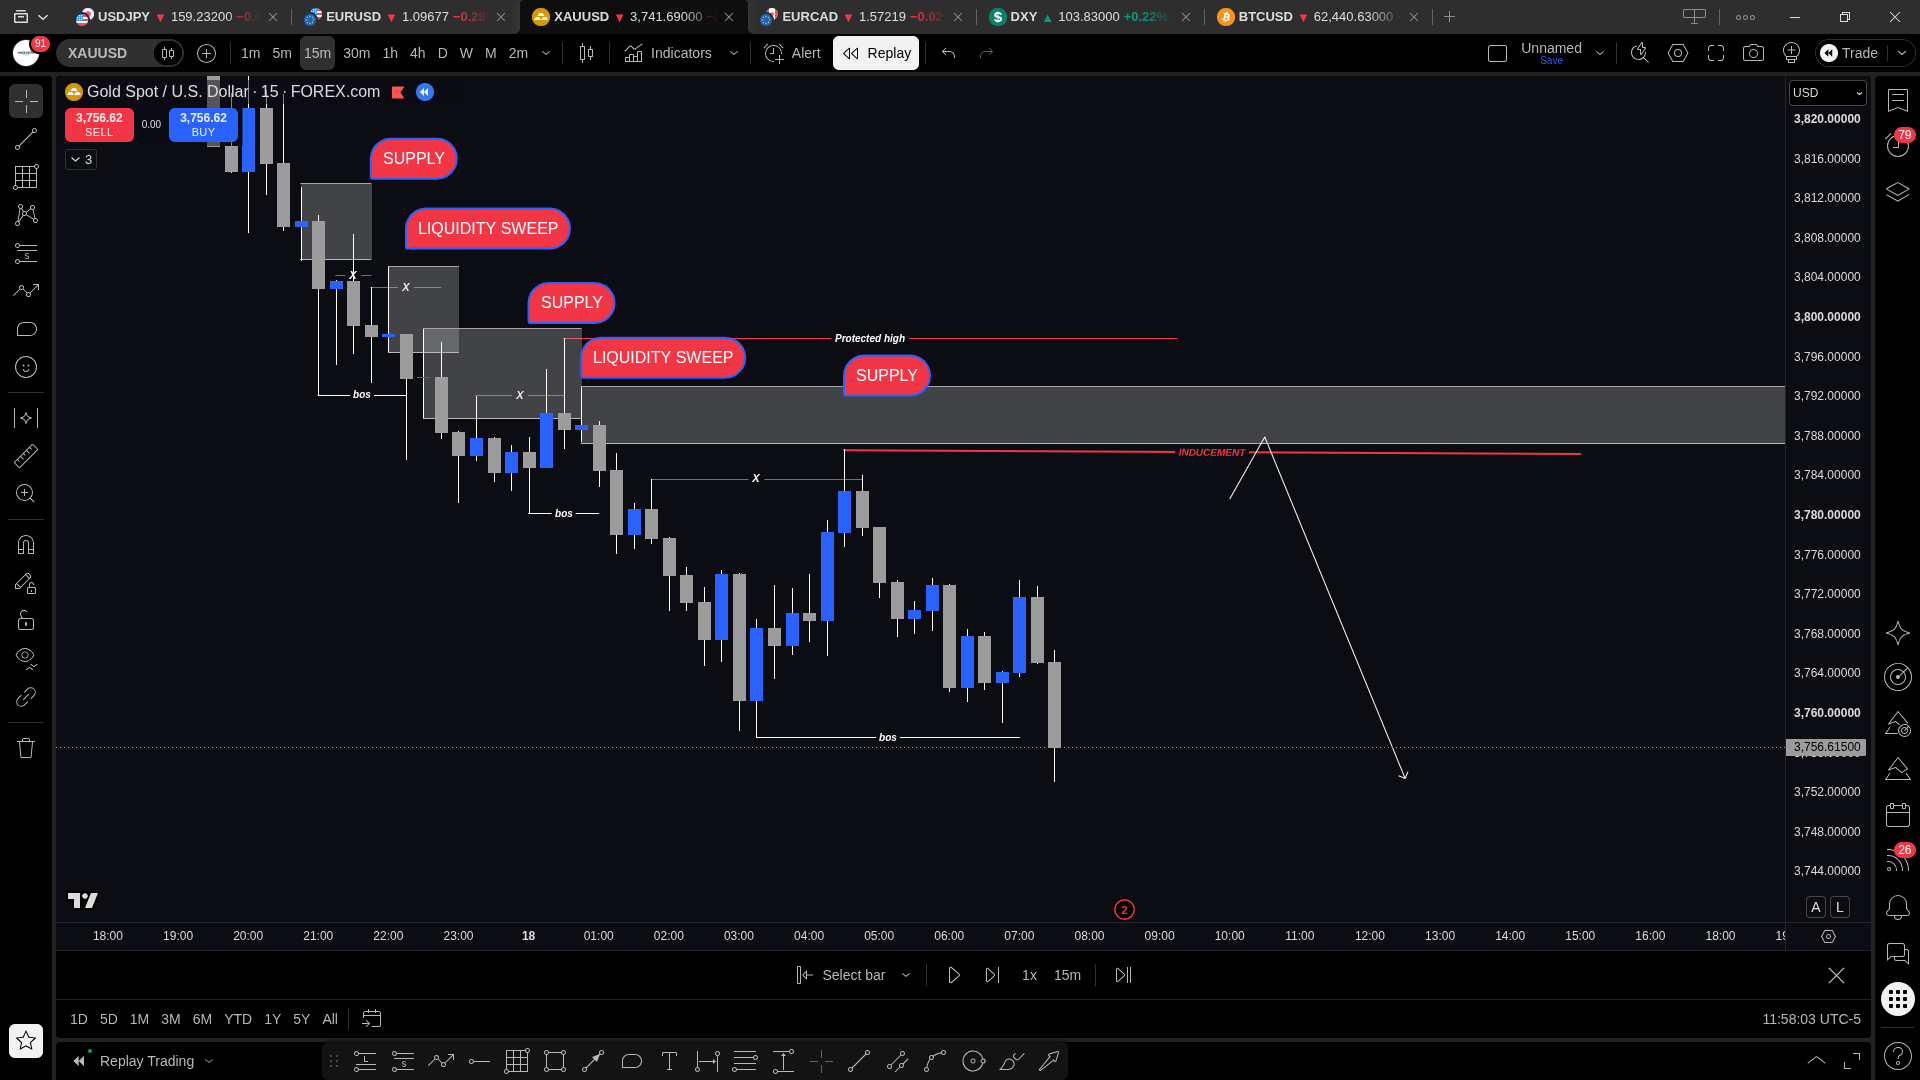 USDJPY ▼ 159.23200
EURUSD ▼ 1.09677 −0.28
XAUUSD ▼ 3,741.69000
EURCAD ▼ 1.57219 −0.02
$ DXY ▲ 103.83000 +0.22%
BTCUSD ▼ 62,440.63000
91
XAUUSD
1m 5m 15m 30m 1h 4h D W M 2m
Indicators
Alert
Replay
Unnamed
Save
Trade
Gold Spot / U.S. Dollar · 15 · FOREX.com
3,756.62
SELL
0.00
3,756.62
BUY
3
USD
SUPPLY
LIQUIDITY SWEEP
X
X
SUPPLY
Protected high
LIQUIDITY SWEEP
SUPPLY
bos
X
INDUCEMENT
X
bos
bos
3,820.00000
3,816.00000
3,812.00000
3,808.00000
3,804.00000
3,800.00000
3,796.00000
3,792.00000
3,788.00000
3,784.00000
3,780.00000
3,776.00000
3,772.00000
3,768.00000
3,764.00000
3,760.00000
3,756.61500
3,752.00000
3,748.00000
3,744.00000
79
26
2
A L
18:00 19:00 20:00 21:00 22:00 23:00 18 01:00 02:00 03:00 04:00 05:00 06:00 07:00 08:00 09:00 10:00 11:00 12:00 13:00 14:00 15:00 16:00 18:00
Select bar
1x 15m
1D 5D 1M 3M 6M YTD 1Y 5Y All
11:58:03 UTC-5
Replay Trading